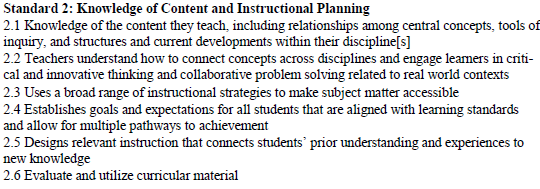 Standard 2: Knowledge of Content and Instructional Planning
2.1 Knowledge of the content they teach, including relationships among central concepts, tools of
inquiry, and structures and current developments within their discipline[s]
2.2 Teachers understand how to connect concepts across disciplines and engage learners in criti-
cal and innovative thinking and collaborative problem solving related to real world contexts
2.3 Uses a broad range of instructional strategies to make subject matter accessible
2.4 Establishes goals and expectations for all students that are aligned with learning standards
and allow for multiple pathways to achievement
2.5 Designs relevant instruction that connects students’ prior understanding and experiences to
new knowledge
2.6 Evaluate and utilize curricular material